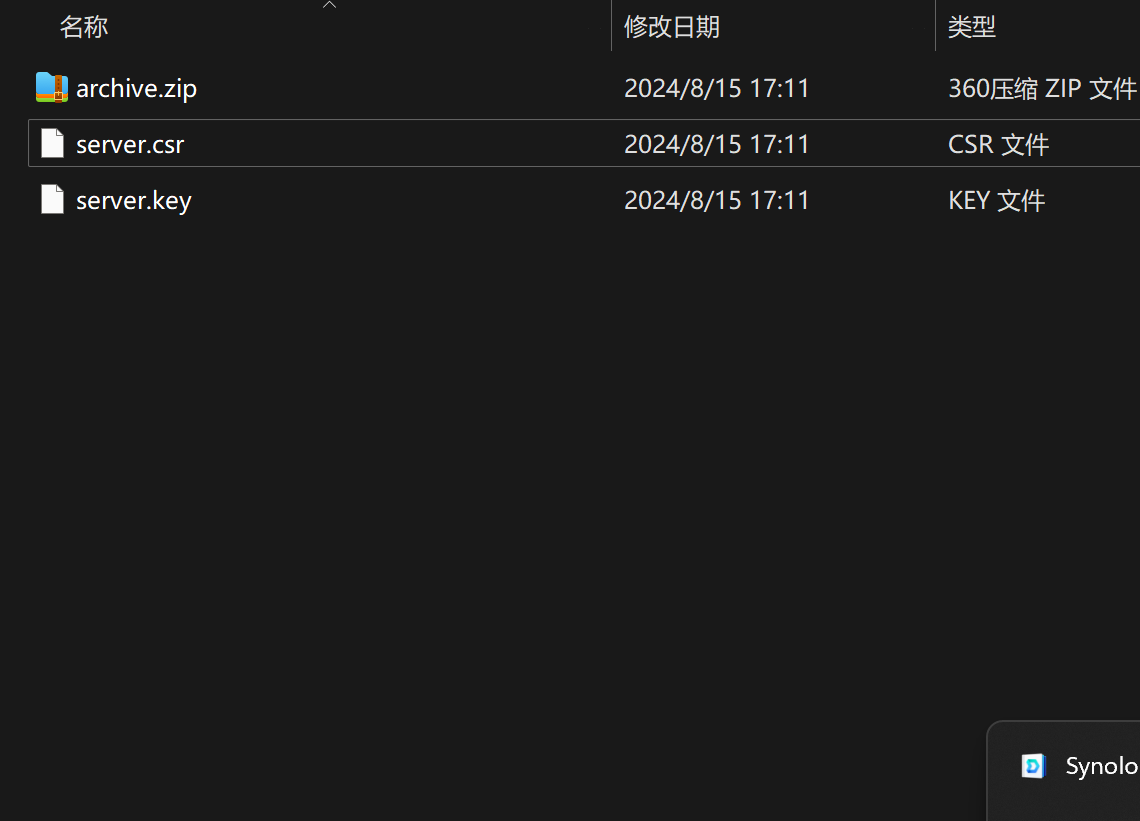 名称 修改日期 类型
archive.zip 2024/8/15 17:11 360压缩 ZIP 文件
server.csr 2024/8/15 17:11 CSR 文件
server.key 2024/8/15 17:11 KEY 文件
Synolo